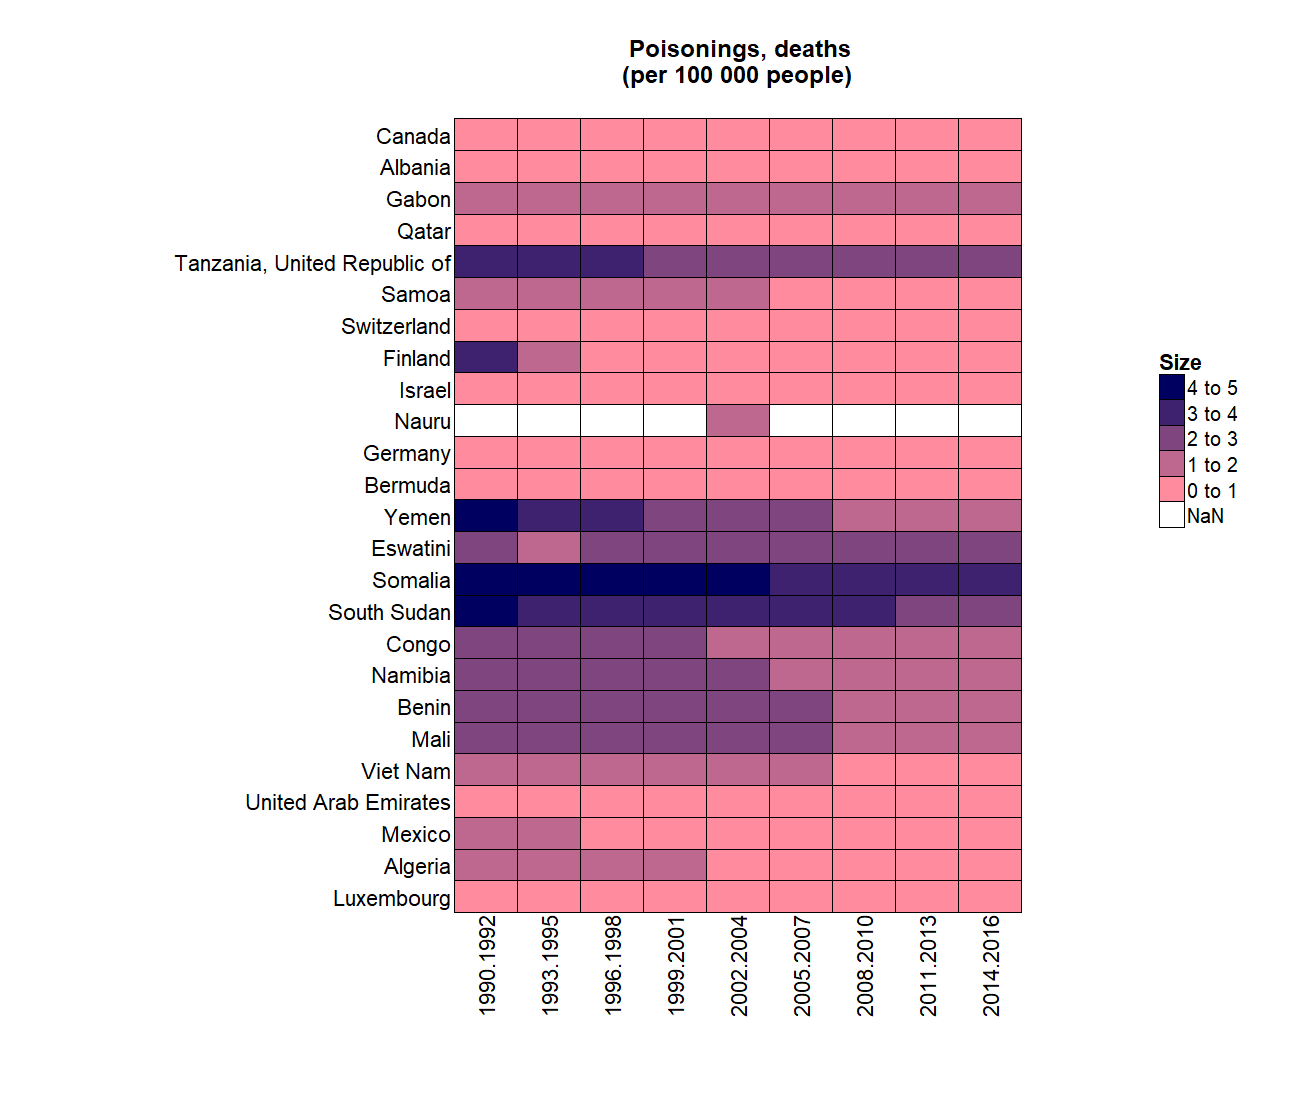 Poisonings, deaths
(per 100 000 people)
Canada
Albania
Gabon
Qatar
Tanzania, United Republic of
Samoa
Switzerland
Finland
Israel
Nauru
Germany
Bermuda
Yemen
Eswatini
Somalia
South Sudan
Congo
Namibia
Benin
Mali
Viet Nam
United Arab Emirates
Mexico
Algeria
Luxembourg
1990.1992
1993.1995
1996.1998
1999.2001
2002.2004
2005.2007
2008.2010
2011.2013
2014.2016
Size
4 to 5
3 to 4
2 to 3
1 to 2
0 to 1
NaN